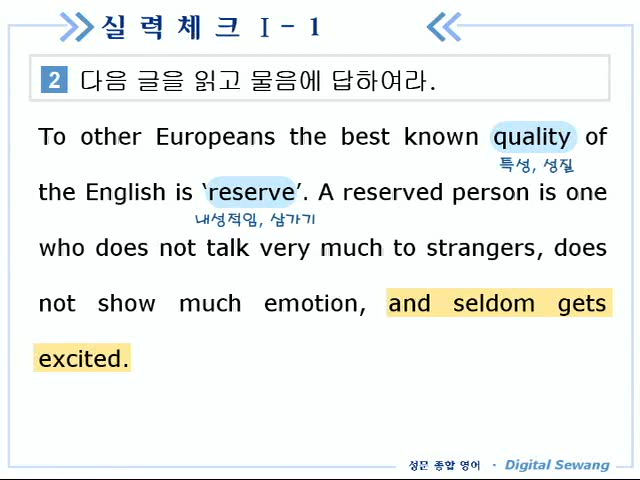 실력체크 I - 1
2 다음 글을 읽고 물음에 답하여라.
To other Europeans the best known quality of
특성, 성질
the English is ‘reserve’. A reserved person is one
내성적임, 삼가기
who does not talk very much to strangers, does
not show much emotion, and seldom gets
excited.
성문 종합 영어 · Digital Sewang